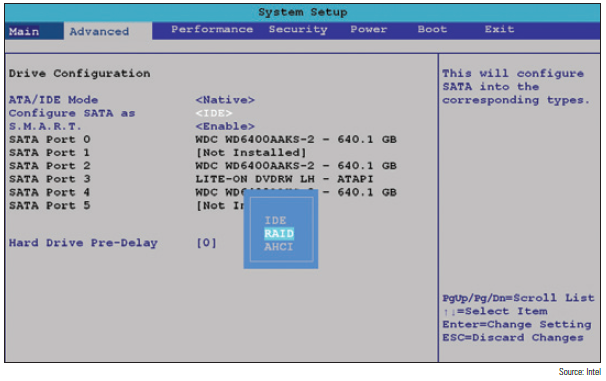 System Setup
Main Advanced Performance Security Power Boot Exit
Drive Configuration
ATA/IDE Mode <Native>
Configure SATA as <IDE>
S.M.A.R.T. <Enable>
SATA Port 0 WDC WD6400AAKS-2 - 640.1 GB
SATA Port 1 [Not Installed]
SATA Port 2 WDC WD6400AAKS-2 - 640.1 GB
SATA Port 3 LITE-ON DVDRW LH - ATAPI
SATA Port 4 WDC - 640.1 GB
SATA Port 5 [Not
Hard Drive Pre-Delay [0]
IDE
RAID
AHCI
This will configure
SATA into the
corresponding types.
PgUp/Pg/Dn=Scroll List
↑↓=Select Item
Enter=Change Setting
ESC=Discard Changes
Source: Intel